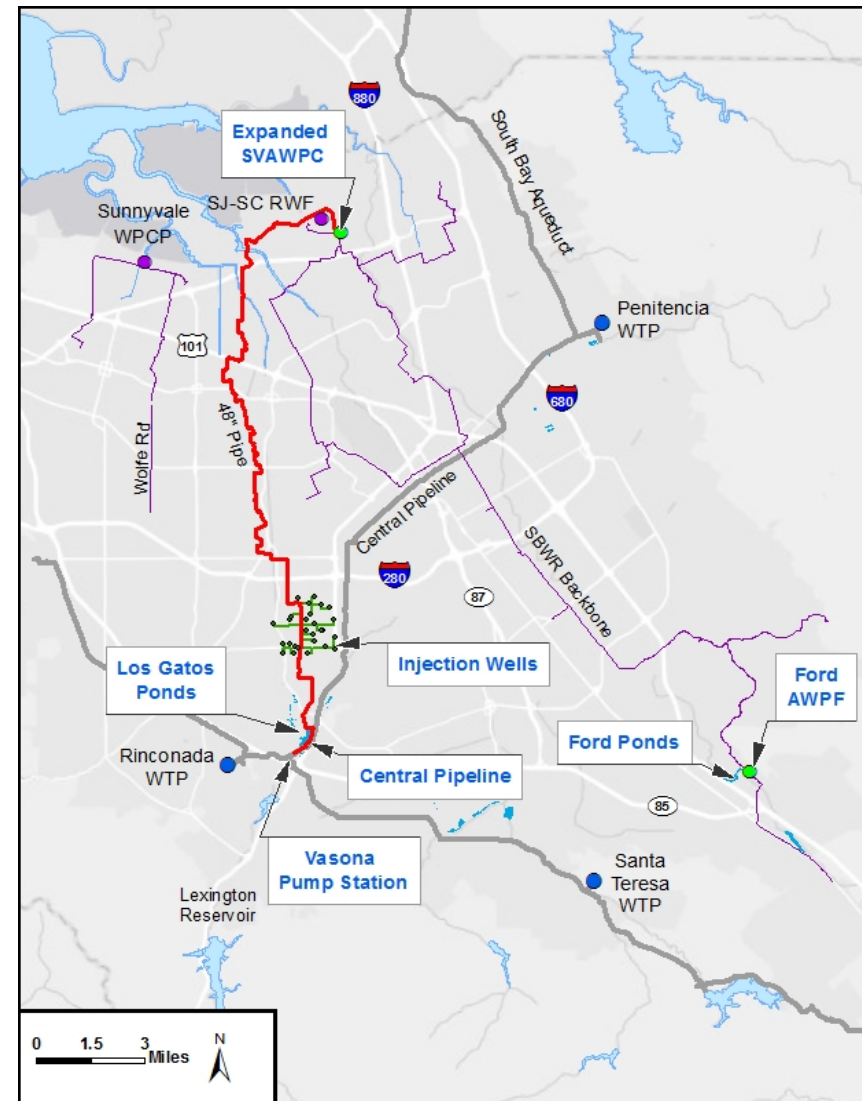 880
Expanded
SVAWPC
South Bay Aqueduct
SJ-SC RWF
Sunnyvale
WPCP
Penitencia
WTP
101
680
48" Pipe
Wolfe Rd
Central Pipeline
SBWR Backbone
280
87
Injection Wells
Los Gatos
Ponds
Ford
AWPF
Ford Ponds
Rinconada
WTP
Central Pipeline
85
Vasona
Pump Station
Santa
Teresa
WTP
Lexington
Reservoir
0 1.5 3
Miles
N